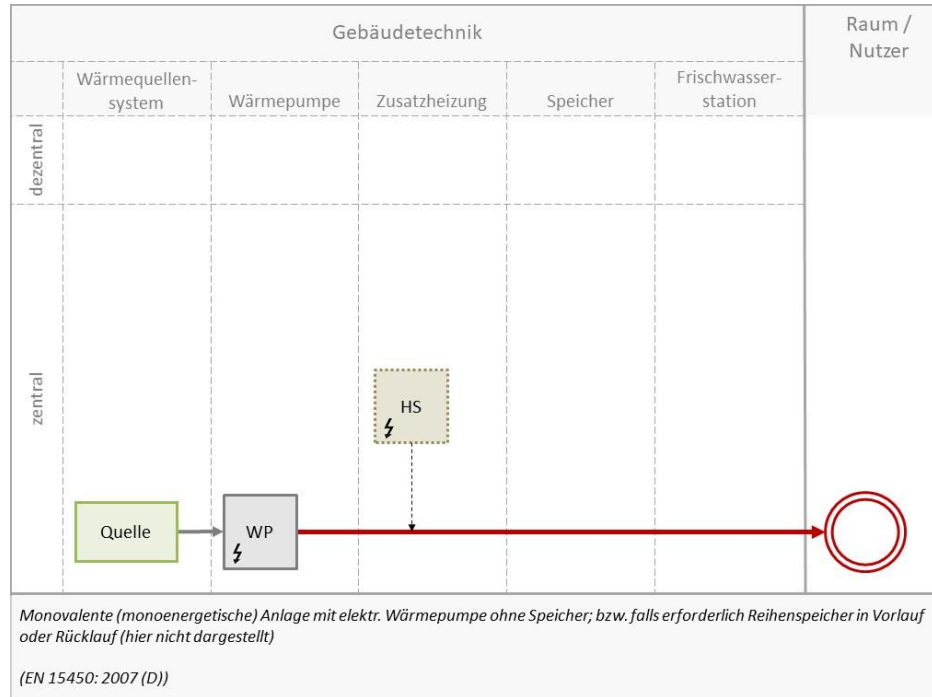 Gebäudetechnik
Raum /
Nutzer
Wärmequellen-
system
Wärmepumpe
Zusatzheizung
Speicher
Frischwasser-
station
dezentral
zentral
HS
Quelle
WP
Monovalente (monoenergetische) Anlage mit elektr. Wärmepumpe ohne Speicher; bzw. falls erforderlich Reihenspeicher in Vorlauf
oder Rücklauf (hier nicht dargestellt)
(EN 15450: 2007 (D))